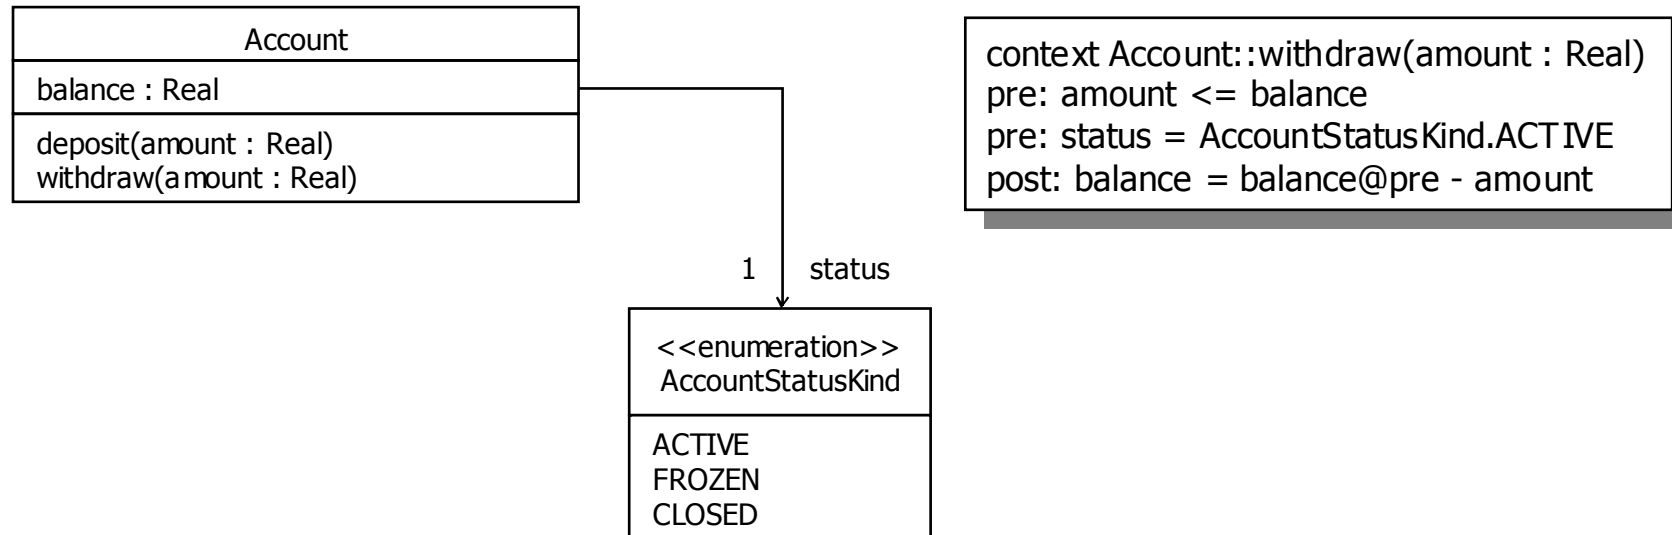 Account
balance : Real
deposit(amount : Real)
withdraw(amount : Real)
context Account::withdraw(amount : Real)
pre: amount <= balance
pre: status = AccountStatusKind.ACTIVE
post: balance = balance@pre - amount
1 status
<<enumeration>>
AccountStatusKind
ACTIVE
FROZEN
CLOSED